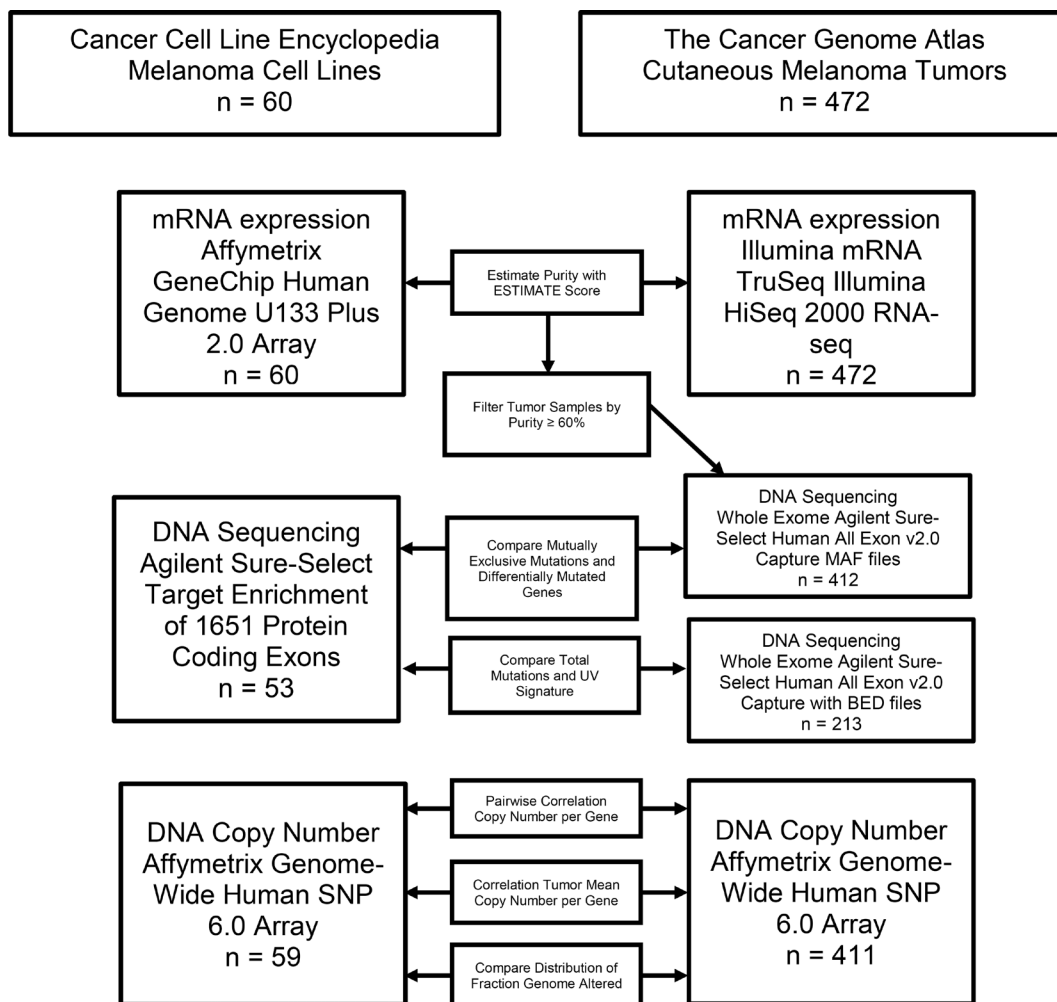 Cancer Cell Line Encyclopedia
Melanoma Cell Lines
n = 60
The Cancer Genome Atlas
Cutaneous Melanoma Tumors
n = 472
mRNA expression
Affymetrix
GeneChip Human
Genome U133 Plus
2.0 Array
n = 60
Estimate Purity with
ESTIMATE Score
mRNA expression
Illumina mRNA
TruSeq Illumina
HiSeq 2000 RNA-
seq
n = 472
Filter Tumor Samples by
Purity ≥ 60%
DNA Sequencing
Agilent Sure-Select
Target Enrichment
of 1651 Protein
Coding Exons
n = 53
Compare Mutually
Exclusive Mutations and
Differentially Mutated
Genes
DNA Sequencing
Whole Exome Agilent Sure-
Select Human All Exon v2.0
Capture MAF files
n = 412
Compare Total
Mutations and UV
Signature
DNA Sequencing
Whole Exome Agilent Sure-
Select Human All Exon v2.0
Capture with BED files
n = 213
DNA Copy Number
Affymetrix Genome-
Wide Human SNP
6.0 Array
n = 59
Pairwise Correlation
Copy Number per Gene
Correlation Tumor Mean
Copy Number per Gene
Compare Distribution of
Fraction Genome Altered
DNA Copy Number
Affymetrix Genome-
Wide Human SNP
6.0 Array
n = 411